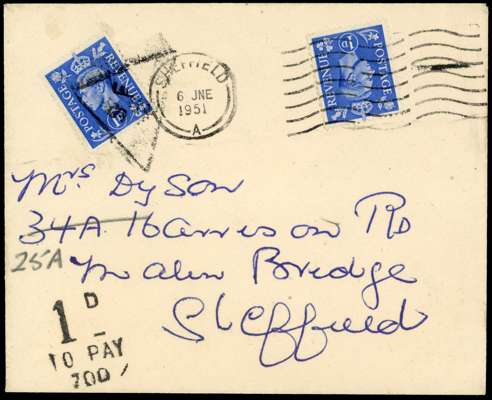 POSTAGE REVENUE
1D
SHEFFIELD
6 JNE
1951
A
REVENUE POSTAGE
1D
Mrs Dyson
34A Harrison RD
25A
Malin Bridge
Sheffield
1D
TO PAY
700